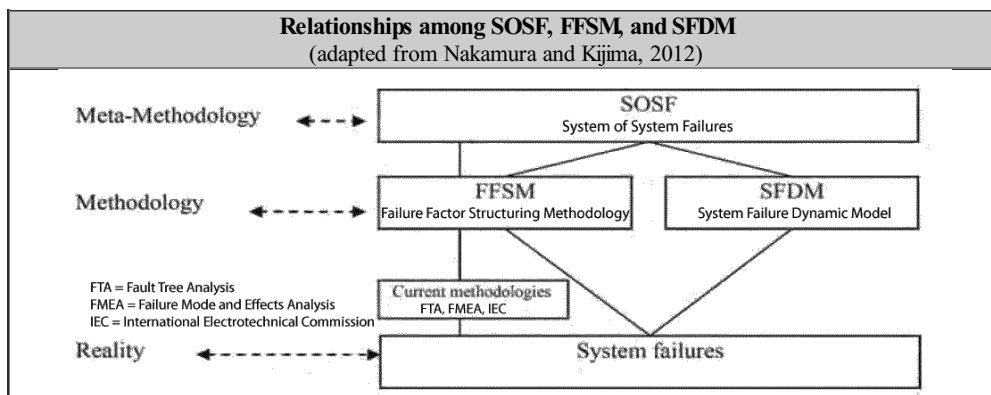 Relationships among SOSF, FFSM, and SFDM
(adapted from Nakamura and Kijima, 2012)
Meta-Methodology
SOSF
System of System Failures
Methodology
FFSM
Failure Factor Structuring Methodology
SFDM
System Failure Dynamic Model
FTA = Fault Tree Analysis
FMEA = Failure Mode and Effects Analysis
IEC = International Electrotechnical Commission
Current methodologies
FTA, FMEA, IEC
Reality
System failures